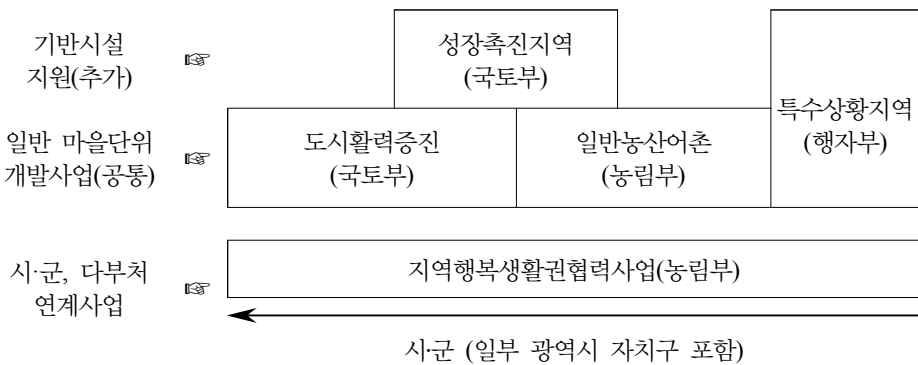 기반시설
지원(추가)
☞
성장촉진지역
(국토부)
특수상황지역
(행자부)
일반 마을단위
개발사업(공통)
☞
도시활력증진
(국토부)
일반농산어촌
(농림부)
시·군, 다부처
연계사업
☞
지역행복생활권협력사업(농림부)
시·군 (일부 광역시 자치구 포함)